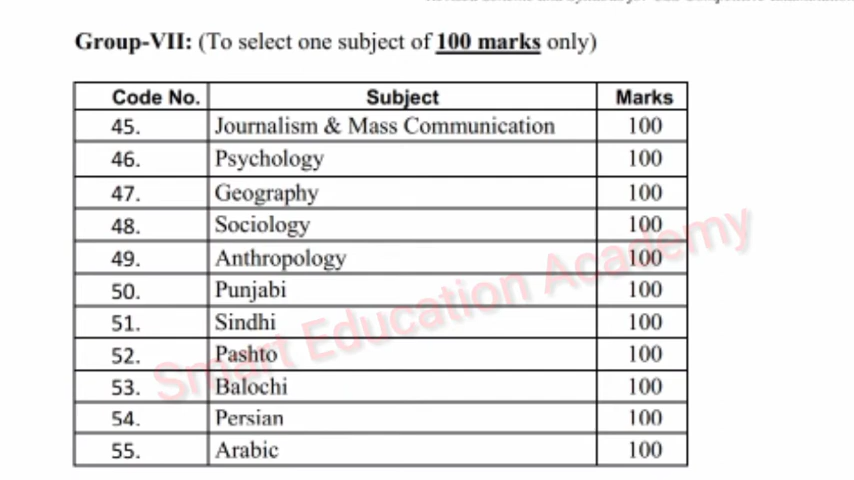 Group-VII: (To select one subject of 100 marks only)
Code No. Subject Marks
45. Journalism & Mass Communication 100
46. Psychology 100
47. Geography 100
48. Sociology 100
49. Anthropology 100
50. Punjabi 100
51. Sindhi 100
52. Pashto 100
53. Balochi 100
54. Persian 100
55. Arabic 100
Smart Education Academy